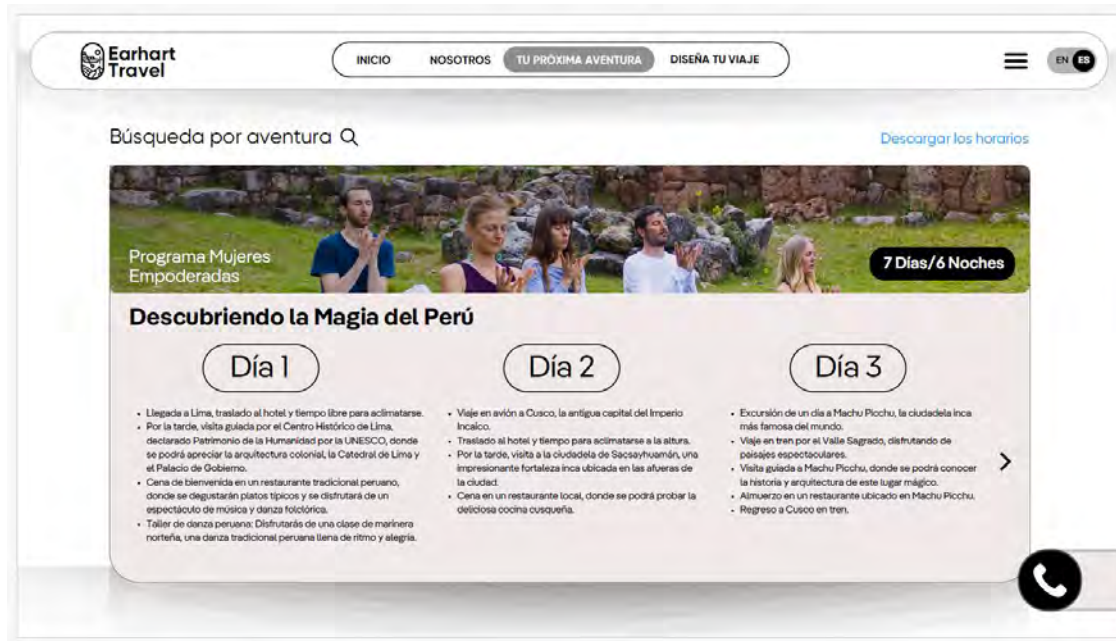 Earhart
Travel
INICIO NOSOTROS TU PRÓXIMA AVENTURA DISEÑA TU VIAJE
EN ES
Búsqueda por aventura
Descargar los horarios
Programa Mujeres
Empoderadas
7 Días/6 Noches
Descubriendo la Magia del Perú
Día 1
• Llegada a Lima, traslado al hotel y tiempo libre para aclimatarse.
• Por la tarde, visita guiada por el Centro Histórico de Lima,
declarado Patrimonio de la Humanidad por la UNESCO, donde
se podrá apreciar la arquitectura colonial, la Catedral de Lima y
el Palacio de Gobierno.
• Cena de bienvenida en un restaurante tradicional peruano,
donde se degustarán platos típicos y se disfrutará de un
espectáculo de música y danza folclórica.
• Taller de danza peruana: Disfrutarás de una clase de marinera
norteña, una danza tradicional peruana llena de ritmo y alegría.
Día 2
• Viaje en avión a Cusco, la antigua capital del Imperio
Incaico.
• Traslado al hotel y tiempo para aclimatarse a la altura.
• Por la tarde, visita a la ciudadela de Sacsayhuamán, una
impresionante fortaleza inca ubicada en las afueras de
la ciudad.
• Cena en un restaurante local, donde se podrá probar la
deliciosa cocina cusqueña.
Día 3
• Excursión de un día a Machu Picchu, la ciudadela inca
más famosa del mundo.
• Viaje en tren por el Valle Sagrado, disfrutando de
paisajes espectaculares.
• Visita guiada a Machu Picchu, donde se podrá conocer
la historia y arquitectura de este lugar mágico.
• Almuerzo en un restaurante ubicado en Machu Picchu.
• Regreso a Cusco en tren.